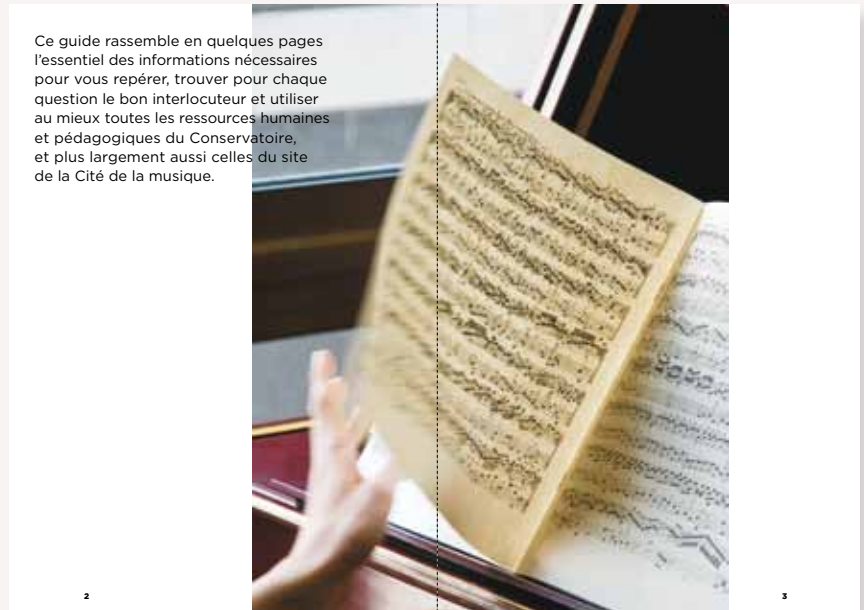 Ce guide rassemble en quelques pages
l’essentiel des informations nécessaires
pour vous repérer, trouver pour chaque
question le bon interlocuteur et utiliser
au mieux toutes les ressources humaines
et pédagogiques du Conservatoire,
et plus largement aussi celles du site
de la Cité de la musique.
2
3